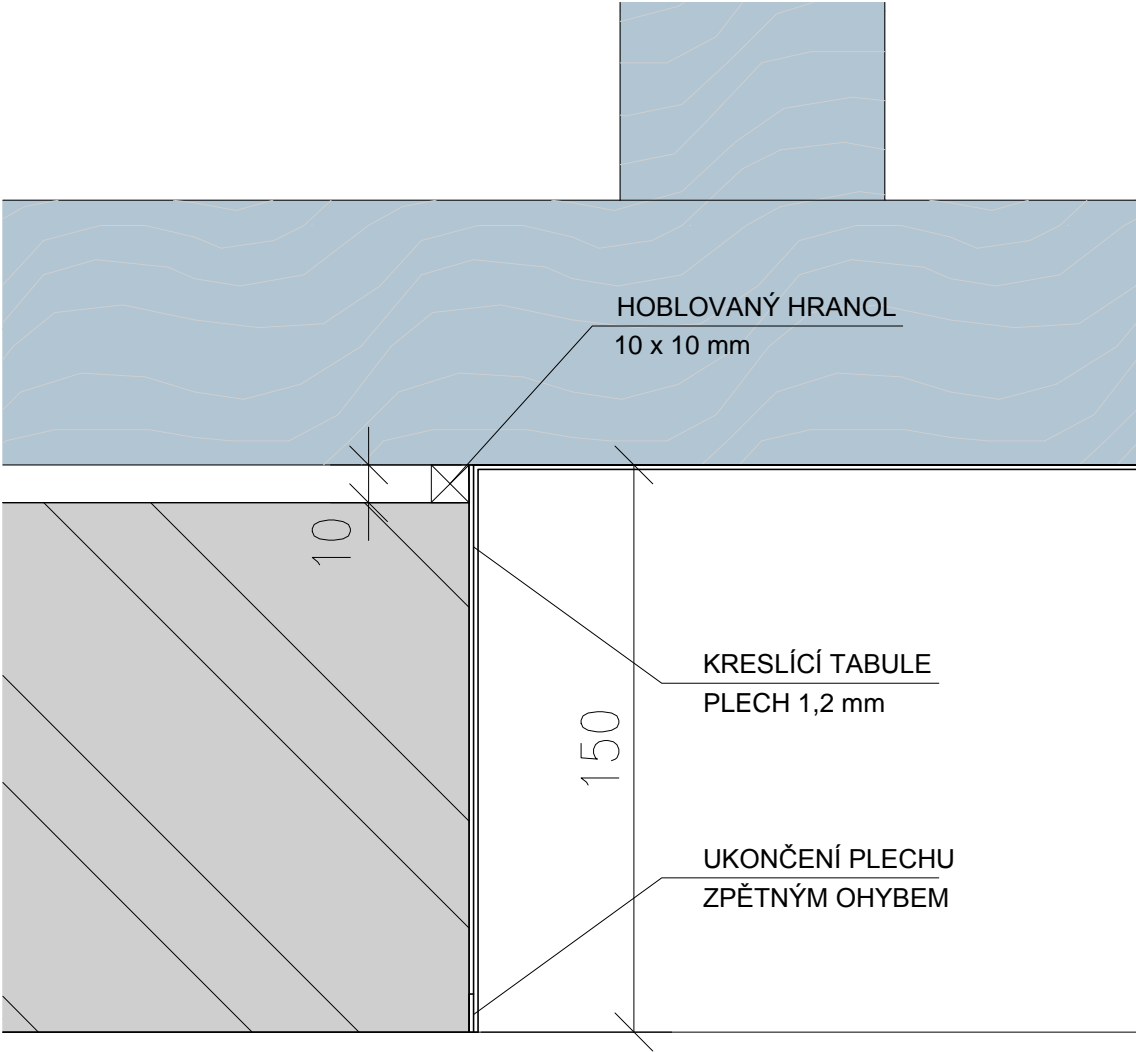 HOBLOVANÝ HRANOL
10 x 10 mm
10
KRESLÍCÍ TABULE
PLECH 1,2 mm
150
UKONČENÍ PLECHU
ZPĚTNÝM OHYBEM